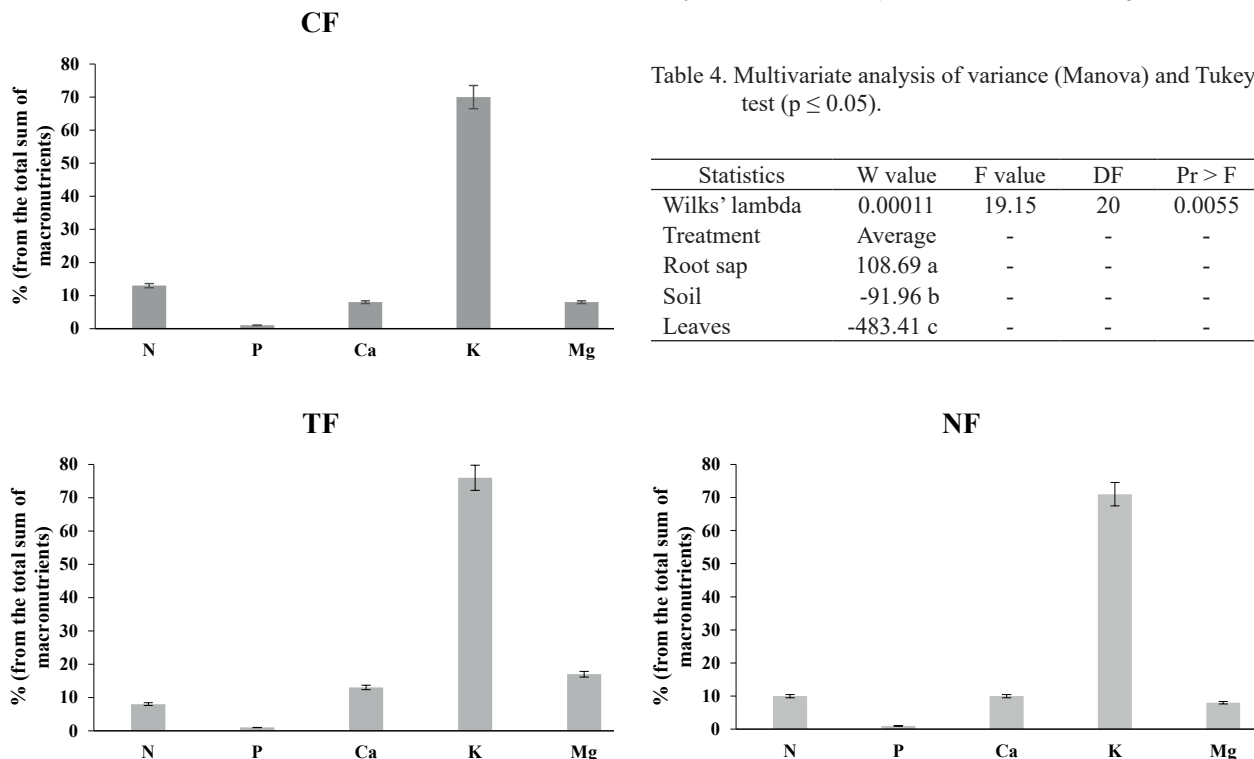 CF
% (from the total sum of
macronutrients)
80
70
60
50
40
30
20
10
0
N P Ca K Mg
Table 4. Multivariate analysis of variance (Manova) and Tukey
test (p ≤ 0.05).
Statistics W value F value DF Pr > F
Wilks' lambda 0.00011 19.15 20 0.0055
Treatment Average - - -
Root sap 108.69 a - - -
Soil -91.96 b - - -
Leaves -483.41 c - - -
TF
% (from the total sum of
macronutrients)
80
70
60
50
40
30
20
10
0
N P Ca K Mg
NF
% (from the total sum of
macronutrients)
80
70
60
50
40
30
20
10
0
N P Ca K Mg